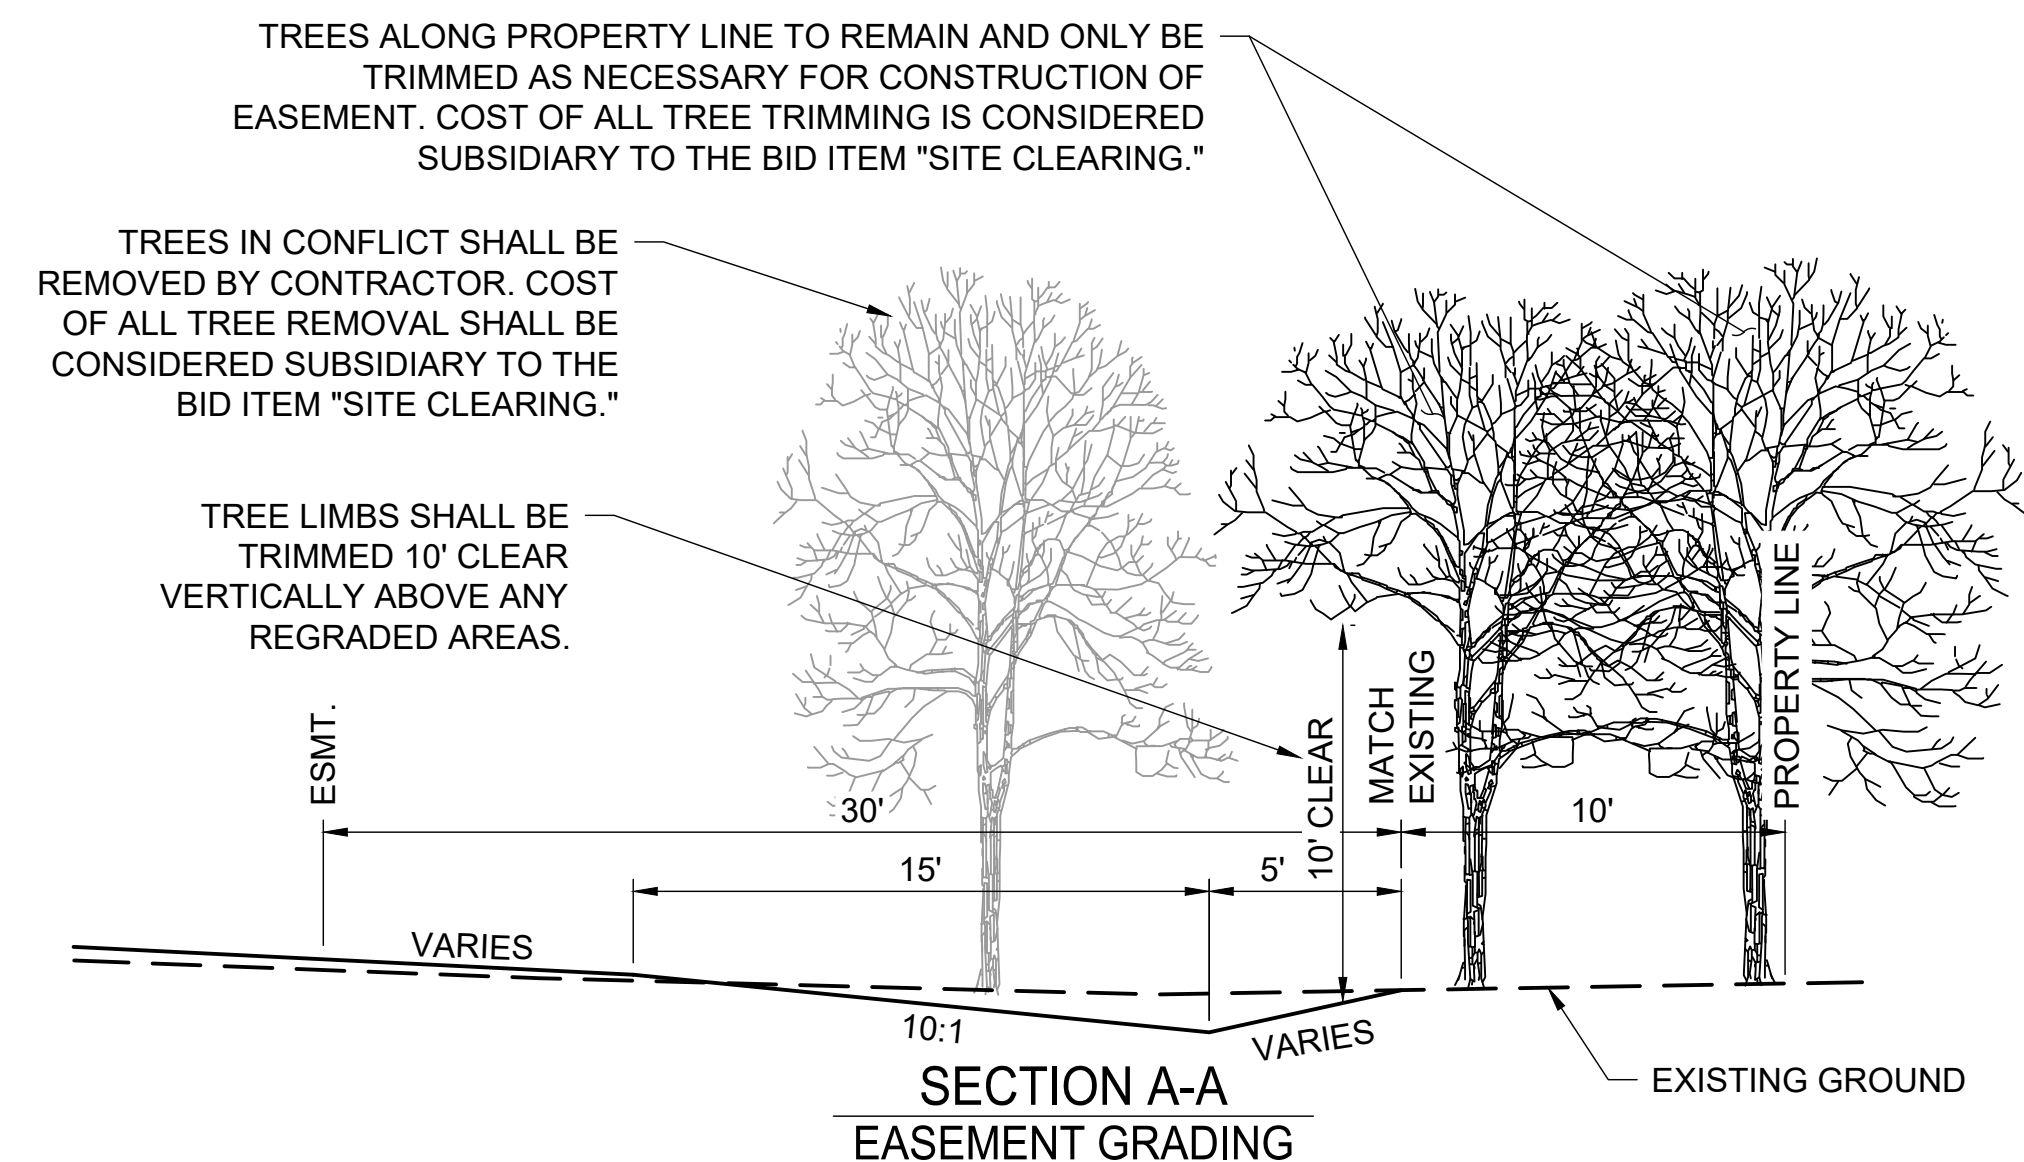 TREES ALONG PROPERTY LINE TO REMAIN AND ONLY BE
TRIMMED AS NECESSARY FOR CONSTRUCTION OF
EASEMENT. COST OF ALL TREE TRIMMING IS CONSIDERED
SUBSIDIARY TO THE BID ITEM "SITE CLEARING."
TREES IN CONFLICT SHALL BE
REMOVED BY CONTRACTOR. COST
OF ALL TREE REMOVAL SHALL BE
CONSIDERED SUBSIDIARY TO THE
BID ITEM "SITE CLEARING."
TREE LIMBS SHALL BE
TRIMMED 10' CLEAR
VERTICALLY ABOVE ANY
REGRADED AREAS.
ESMT.
10' CLEAR
MATCH
EXISTING
PROPERTY LINE
30'
10'
15'
5'
VARIES
10:1
VARIES
EXISTING GROUND
SECTION A-A
EASEMENT GRADING